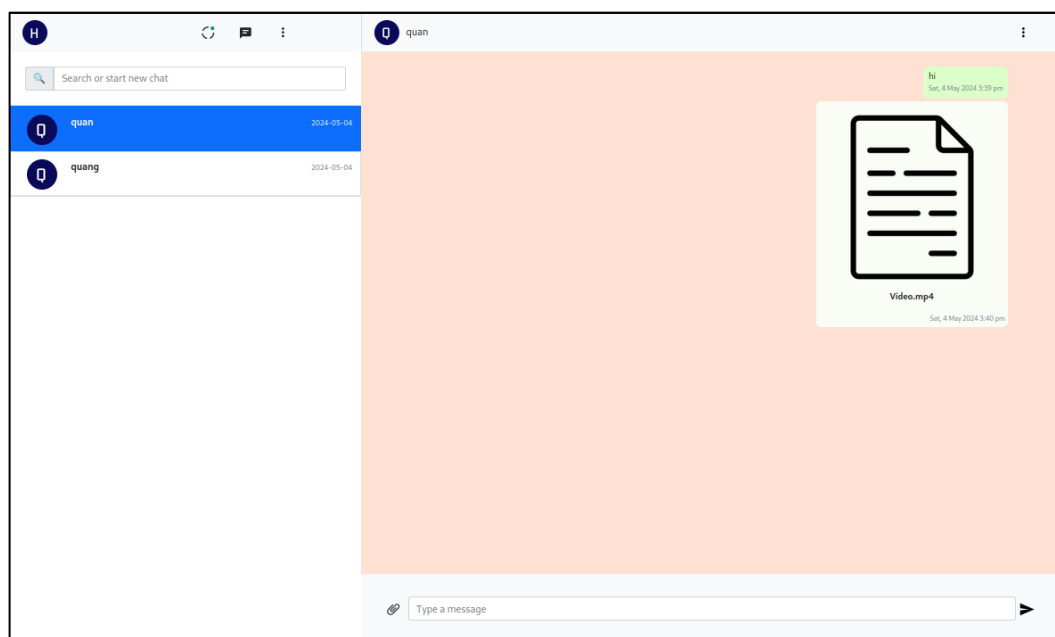 H
Search or start new chat
Q
quan
2024-05-04
Q
quang
2024-05-04
Q
quan
hi
Sat, 4 May 2024 3:39 pm
Video.mp4
Sat, 4 May 2024 3:40 pm
Type a message